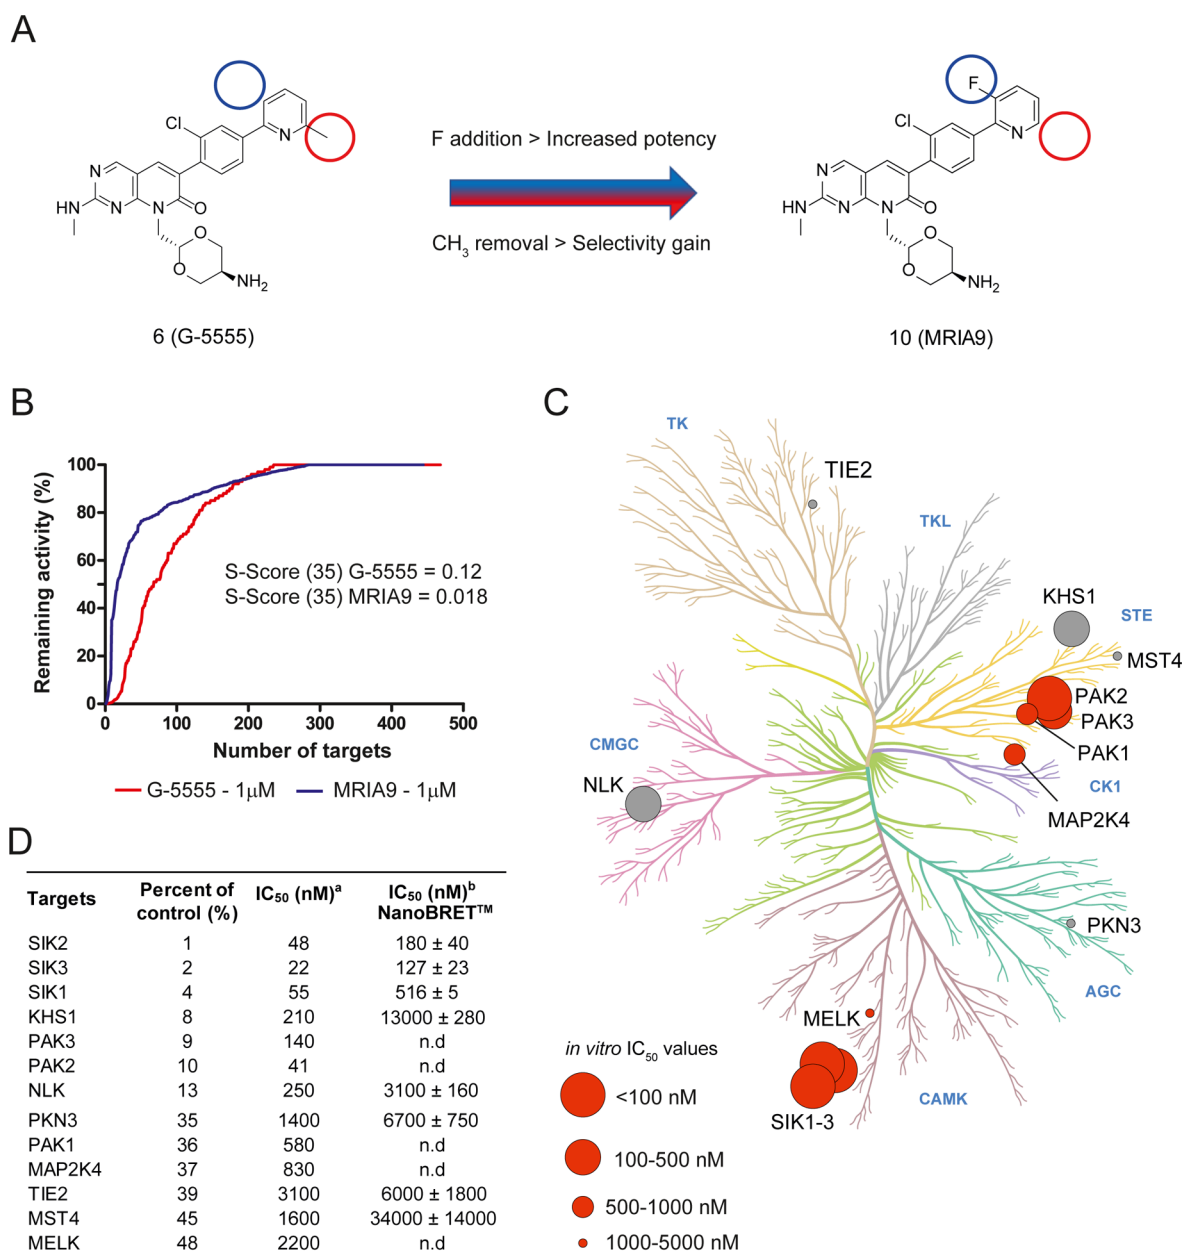 A
Cl
N
N
N
N
O
HN
O
O
NH2
6 (G-5555)
F addition > Increased potency
CH3 removal > Selectivity gain
F
Cl
N
N
N
N
O
HN
O
O
NH2
10 (MRIA9)
B
Remaining activity (%)
100
80
60
40
20
0
0 100 200 300 400 500
Number of targets
S-Score (35) G-5555 = 0.12
S-Score (35) MRIA9 = 0.018
G-5555 - 1µM MRIA9 - 1µM
C
TK
TIE2
TKL
KHS1
STE
MST4
PAK2
PAK3
PAK1
CMGC
NLK
CK1
MAP2K4
PKN3
AGC
MELK
CAMK
SIK1-3
in vitro IC50 values
<100 nM
100-500 nM
500-1000 nM
1000-5000 nM
D
Targets Percent of control (%) IC50 (nM)a IC50 (nM)b NanoBRET™
SIK2 1 48 180 ± 40
SIK3 2 22 127 ± 23
SIK1 4 55 516 ± 5
KHS1 8 210 13000 ± 280
PAK3 9 140 n.d
PAK2 10 41 n.d
NLK 13 250 3100 ± 160
PKN3 35 1400 6700 ± 750
PAK1 36 580 n.d
MAP2K4 37 830 n.d
TIE2 39 3100 6000 ± 1800
MST4 45 1600 34000 ± 14000
MELK 48 2200 n.d